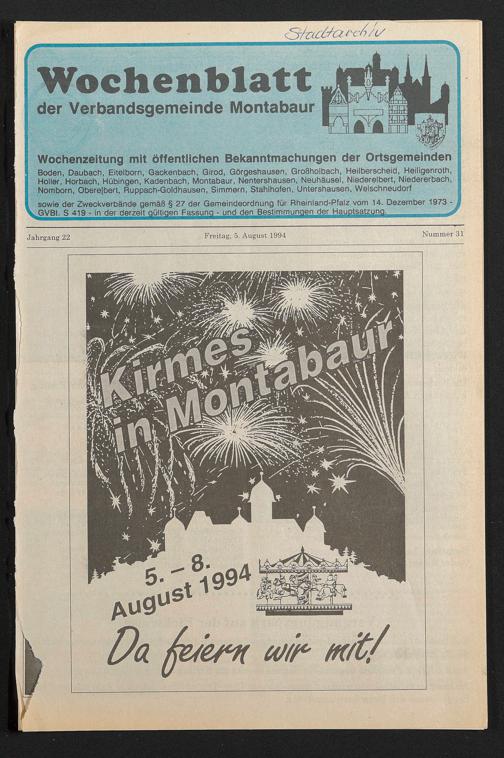 Stadtarchiv
Wochenblatt
der Verbandsgemeinde Montabaur
Wochenzeitung mit öffentlichen Bekanntmachungen der Ortsgemeinden
Boden, Daubach, Eitelborn, Gackenbach, Girod, Görgeshausen, Großholbach, Heilberscheid, Heiligenroth,
Holler, Horbach, Hübingen, Kadenbach, Montabaur, Nentershausen, Neuhäusel, Niederelbert, Niedererbach,
Nomborn, Oberelbert, Ruppach-Goldhausen, Simmern, Stahlhofen, Untershausen, Welschneudorf
sowie der Zweckverbände gemäß § 27 der Gemeindeordnung für Rheinland-Pfalz vom 14. Dezember 1973 -
GVBl. S 419 - in der derzeit gültigen Fassung - und den Bestimmungen der Hauptsatzung.
Jahrgang 22 Freitag, 5. August 1994 Nummer 31
Kirmes
in Montabaur
5. – 8.
August 1994
Da feiern wir mit!